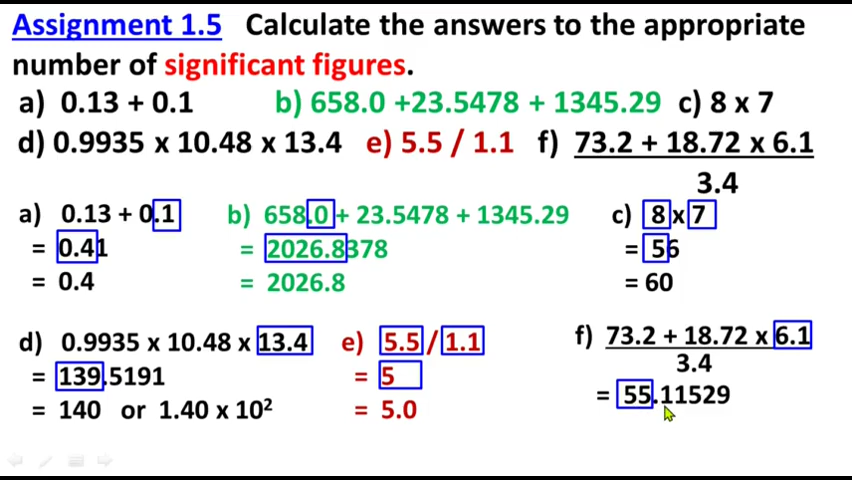 Assignment 1.5 Calculate the answers to the appropriate
number of significant figures.
a) 0.13 + 0.1 b) 658.0 +23.5478 + 1345.29 c) 8 x 7
d) 0.9935 x 10.48 x 13.4 e) 5.5 / 1.1 f) 73.2 + 18.72 x 6.1
3.4
a) 0.13 + 0.1
= 0.41
= 0.4
b) 658.0 + 23.5478 + 1345.29
= 2026.8378
= 2026.8
c) 8 x 7
= 56
= 60
d) 0.9935 x 10.48 x 13.4
= 139.5191
= 140 or 1.40 x 10²
e) 5.5 / 1.1
= 5
= 5.0
f) 73.2 + 18.72 x 6.1
3.4
= 55.11529